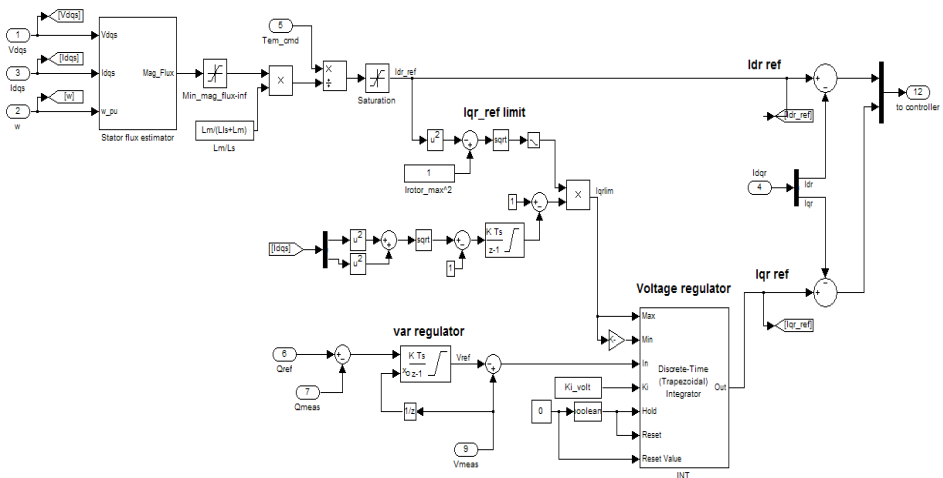 [Vdqs]
1
Vdqs
[Idqs]
3
Idqs
[w]
2
w
Vdqs
Idqs
w_pu
Mag_Flux
Stator flux estimator
Min_mag_flux-inf
Lm/(Lls+Lm)
Lm/Ls
X
5
Tem_cmd
X
÷
Saturation
Idr_ref
Iqr_ref limit
u²
- +
sqrt
1
Irotor_max^2
1
+ -
X
Iqrlim
[Idqs]
u²
u²
+ +
sqrt
+ -
1
K Ts
z-1
Idr ref
+ -
[Idr_ref]
12
to controller
Idqr
4
Idr
Iqr
Iqr ref
+ -
[Iqr_ref]
Voltage regulator
Max
Min
In
Ki
Hold
Reset
Reset Value
Discrete-Time
(Trapezoidal)
Integrator
Out
INT
K-
Ki_volt
0
oolean
var regulator
6
Qref
+ -
7
Qmeas
K Ts
z-1
xo
Vref
+ -
1/z
9
Vmeas